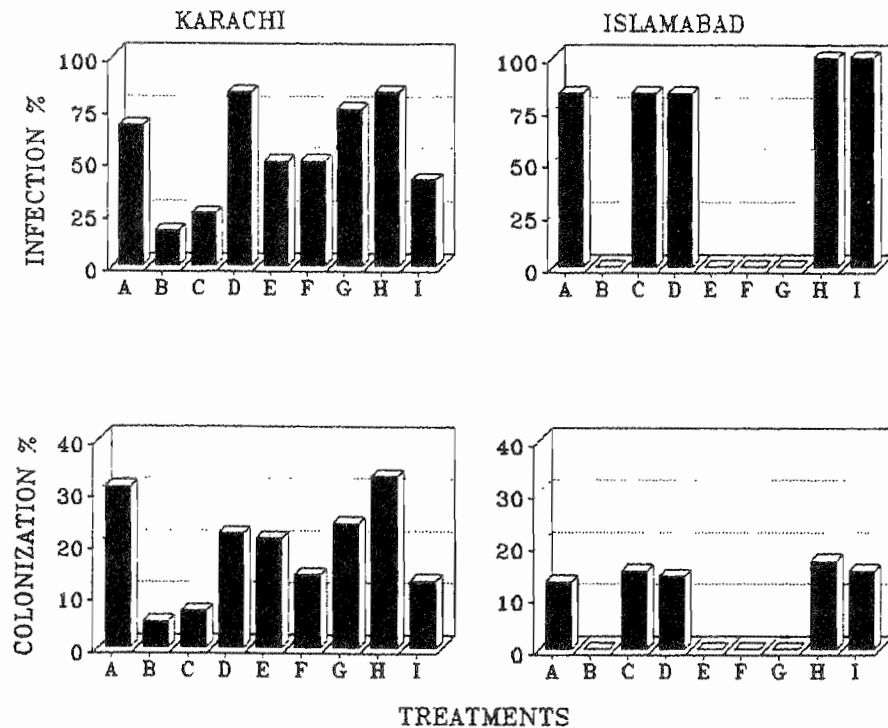 KARACHI
ISLAMABAD
INFECTION %
100
75
50
25
0
A B C D E F G H I
100
75
50
25
0
A B C D E F G H I
COLONIZATION %
40
30
20
10
0
A B C D E F G H I
40
30
20
10
0
A B C D E F G H I
TREATMENTS